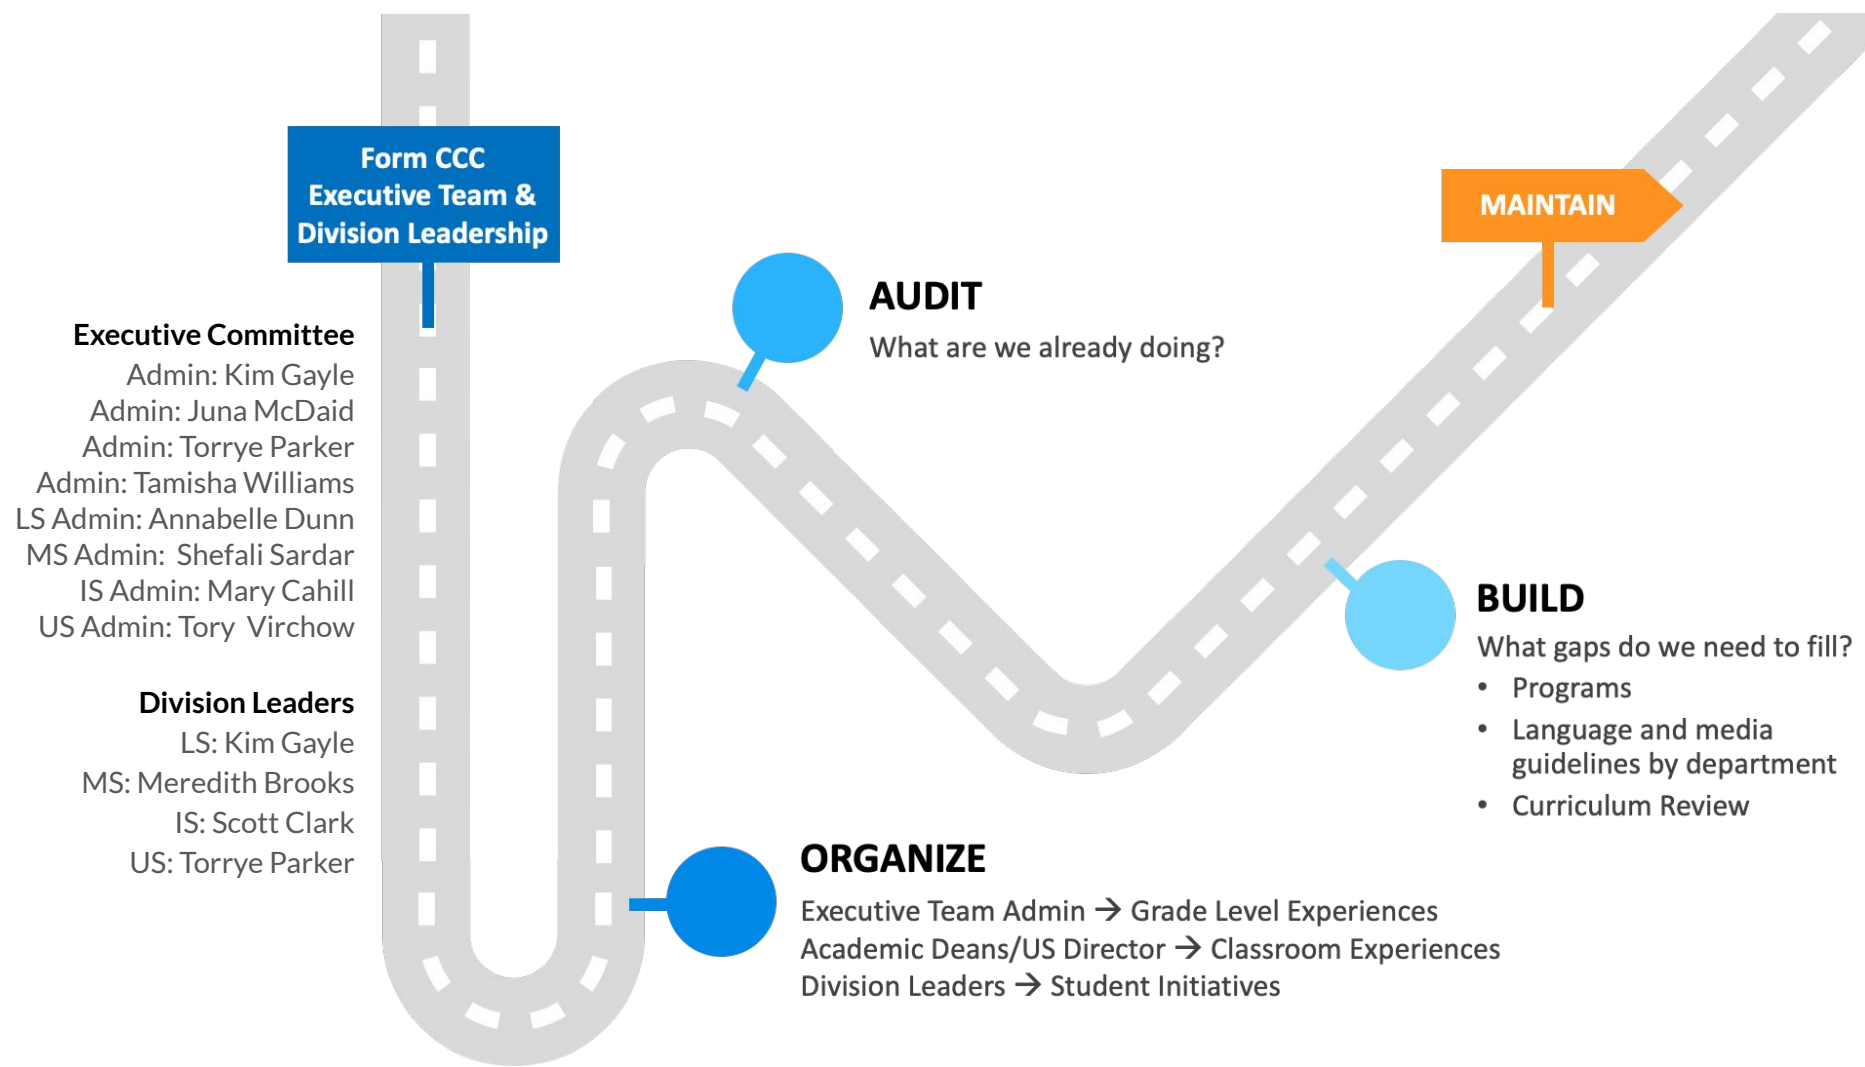 Form CCC
Executive Team &
Division Leadership
Executive Committee
Admin: Kim Gayle
Admin: Juna McDaid
Admin: Torrye Parker
Admin: Tamisha Williams
LS Admin: Annabelle Dunn
MS Admin: Shefali Sardar
IS Admin: Mary Cahill
US Admin: Tory Virchow
Division Leaders
LS: Kim Gayle
MS: Meredith Brooks
IS: Scott Clark
US: Torrye Parker
ORGANIZE
Executive Team Admin → Grade Level Experiences
Academic Deans/US Director → Classroom Experiences
Division Leaders → Student Initiatives
AUDIT
What are we already doing?
BUILD
What gaps do we need to fill?
• Programs
• Language and media
guidelines by department
• Curriculum Review
MAINTAIN